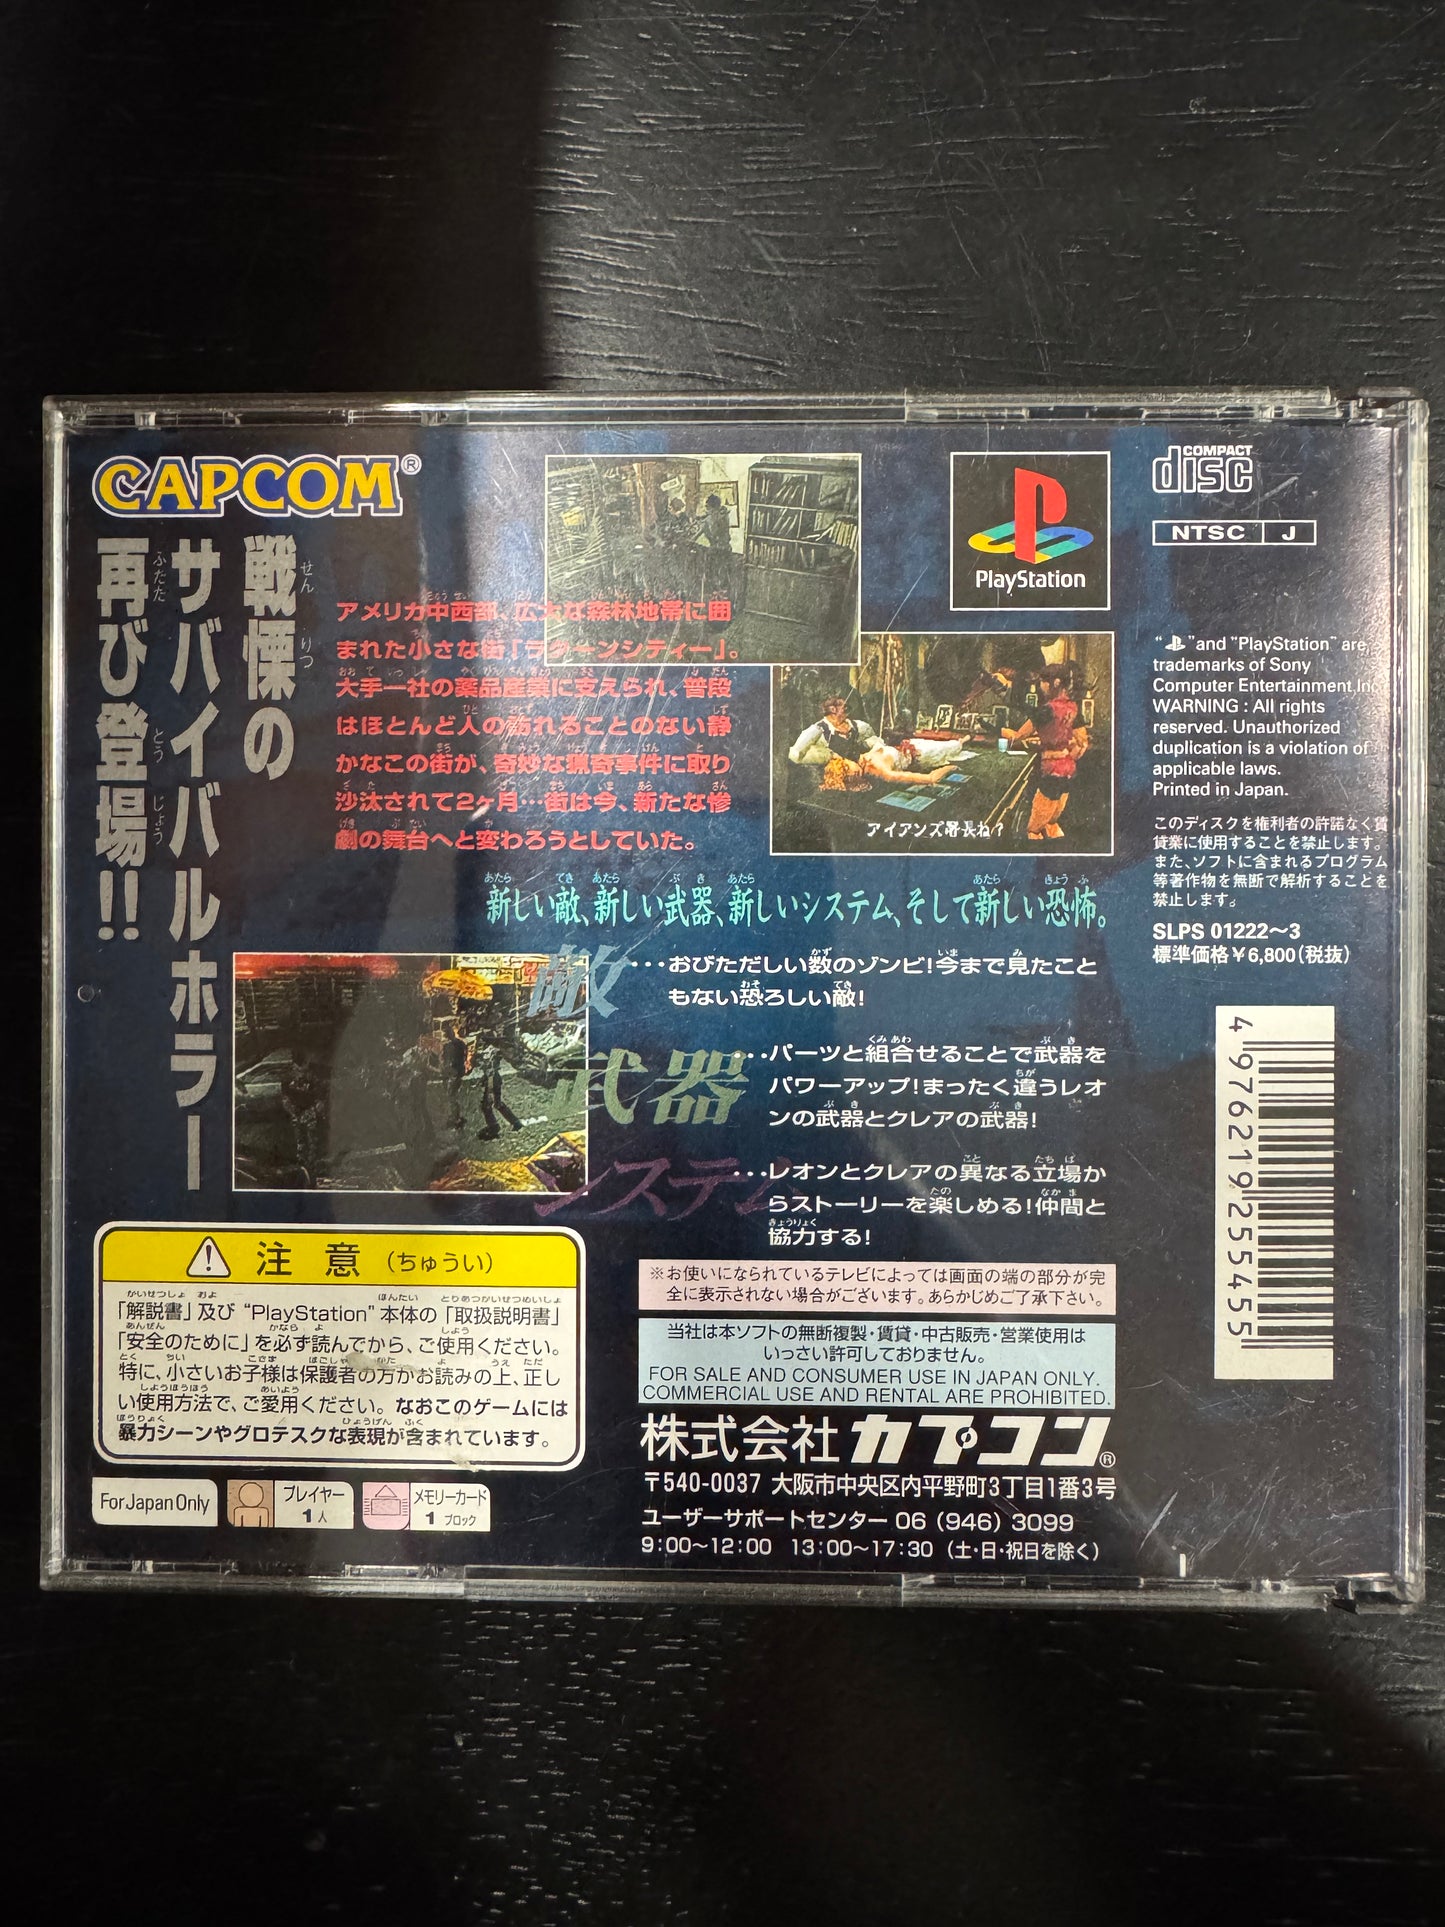 CAPCOM®
戦慄の
サバイバルホラー
再び登場!!
アメリカ中西部、広大な森林地帯に囲
まれた小さな街「ラクーンシティー」。
大手一社の薬品産業に支えられ、普段
はほとんど人の訪れることのない静
かなこの街が、奇妙な猟奇事件に取り
沙汰されて2ヶ月…街は今、新たな惨
劇の舞台へと変わろうとしていた。
アイアンズ署長ね?
新しい敵、新しい武器、新しいシステム、そして新しい恐怖。
敵
…おびただしい数のゾンビ!今まで見たこと
もない恐ろしい敵!
武器
…パーツと組合せることで武器を
パワーアップ!まったく違うレオ
ンの武器とクレアの武器!
システム
…レオンとクレアの異なる立場か
らストーリーを楽しめる!仲間と
協力する!
注意(ちゅうい)
「解説書」及び“PlayStation”本体の「取扱説明書」
「安全のために」を必ず読んでから、ご使用ください。
特に、小さいお子様は保護者の方がお読みの上、正し
い使用方法で、ご愛用ください。なおこのゲームには
暴力シーンやグロテスクな表現が含まれています。
For Japan Only
プレイヤー
1人
メモリーカード
1ブロック
※お使いになられているテレビによっては画面の端の部分が完
全に表示されない場合がございます。あらかじめご了承下さい。
当社は本ソフトの無断複製・賃貸・中古販売・営業使用は
いっさい許可しておりません。
FOR SALE AND CONSUMER USE IN JAPAN ONLY.
COMMERCIAL USE AND RENTAL ARE PROHIBITED.
株式会社カプコン®
〒540-0037 大阪市中央区内平野町3丁目1番3号
ユーザーサポートセンター 06(946)3099
9:00〜12:00 13:00〜17:30(土・日・祝日を除く)
PlayStation
COMPACT
disc
NTSC J
“ ”and “PlayStation” are
trademarks of Sony
Computer Entertainment Inc.
WARNING : All rights
reserved. Unauthorized
duplication is a violation of
applicable laws.
Printed in Japan.
このディスクを権利者の許諾なく賃
貸業に使用することを禁止します。
また、ソフトに含まれるプログラム
等著作物を無断で解析することを
禁止します。
SLPS 01222〜3
標準価格￥6,800(税抜)
4976219255455